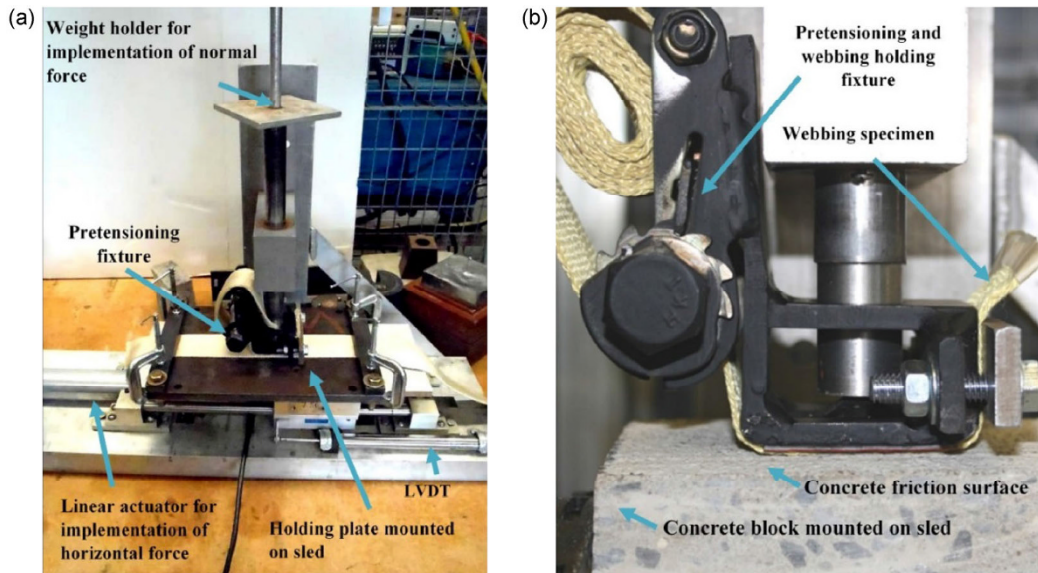 (a)
Weight holder for
implementation of normal
force
Pretensioning
fixture
Linear actuator for
implementation of
horizontal force
Holding plate mounted
on sled
LVDT
(b)
Pretensioning and
webbing holding
fixture
Webbing specimen
Concrete friction surface
Concrete block mounted on sled